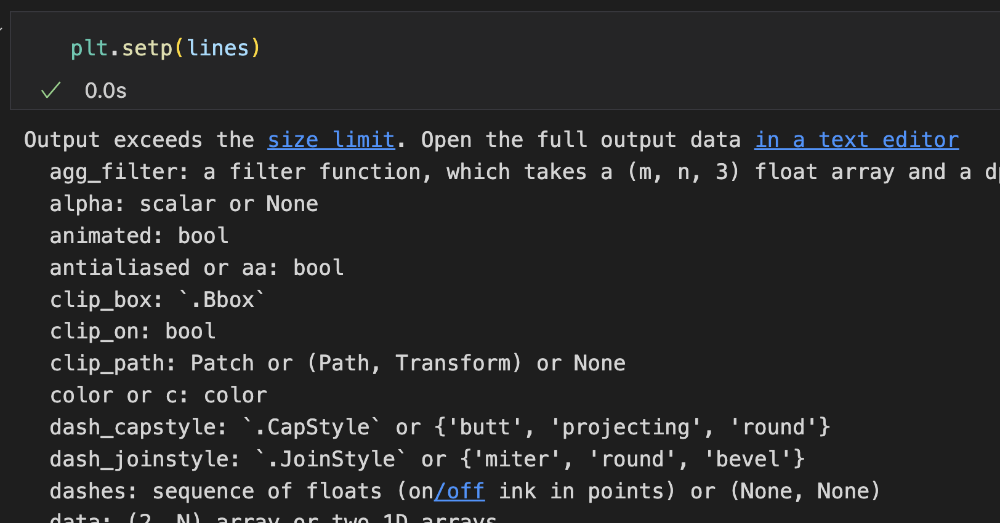 plt.setp(lines)
0.0s
Output exceeds the size limit. Open the full output data in a text editor
agg_filter: a filter function, which takes a (m, n, 3) float array and a
alpha: scalar or None
animated: bool
antialiased or aa: bool
clip_box: `.Bbox`
clip_on: bool
clip_path: Patch or (Path, Transform) or None
color or c: color
dash_capstyle: `.CapStyle` or {'butt', 'projecting', 'round'}
dash_joinstyle: `.JoinStyle` or {'miter', 'round', 'bevel'}
dashes: sequence of floats (on/off ink in points) or (None, None)
data: (2, N) array or two 1D arrays